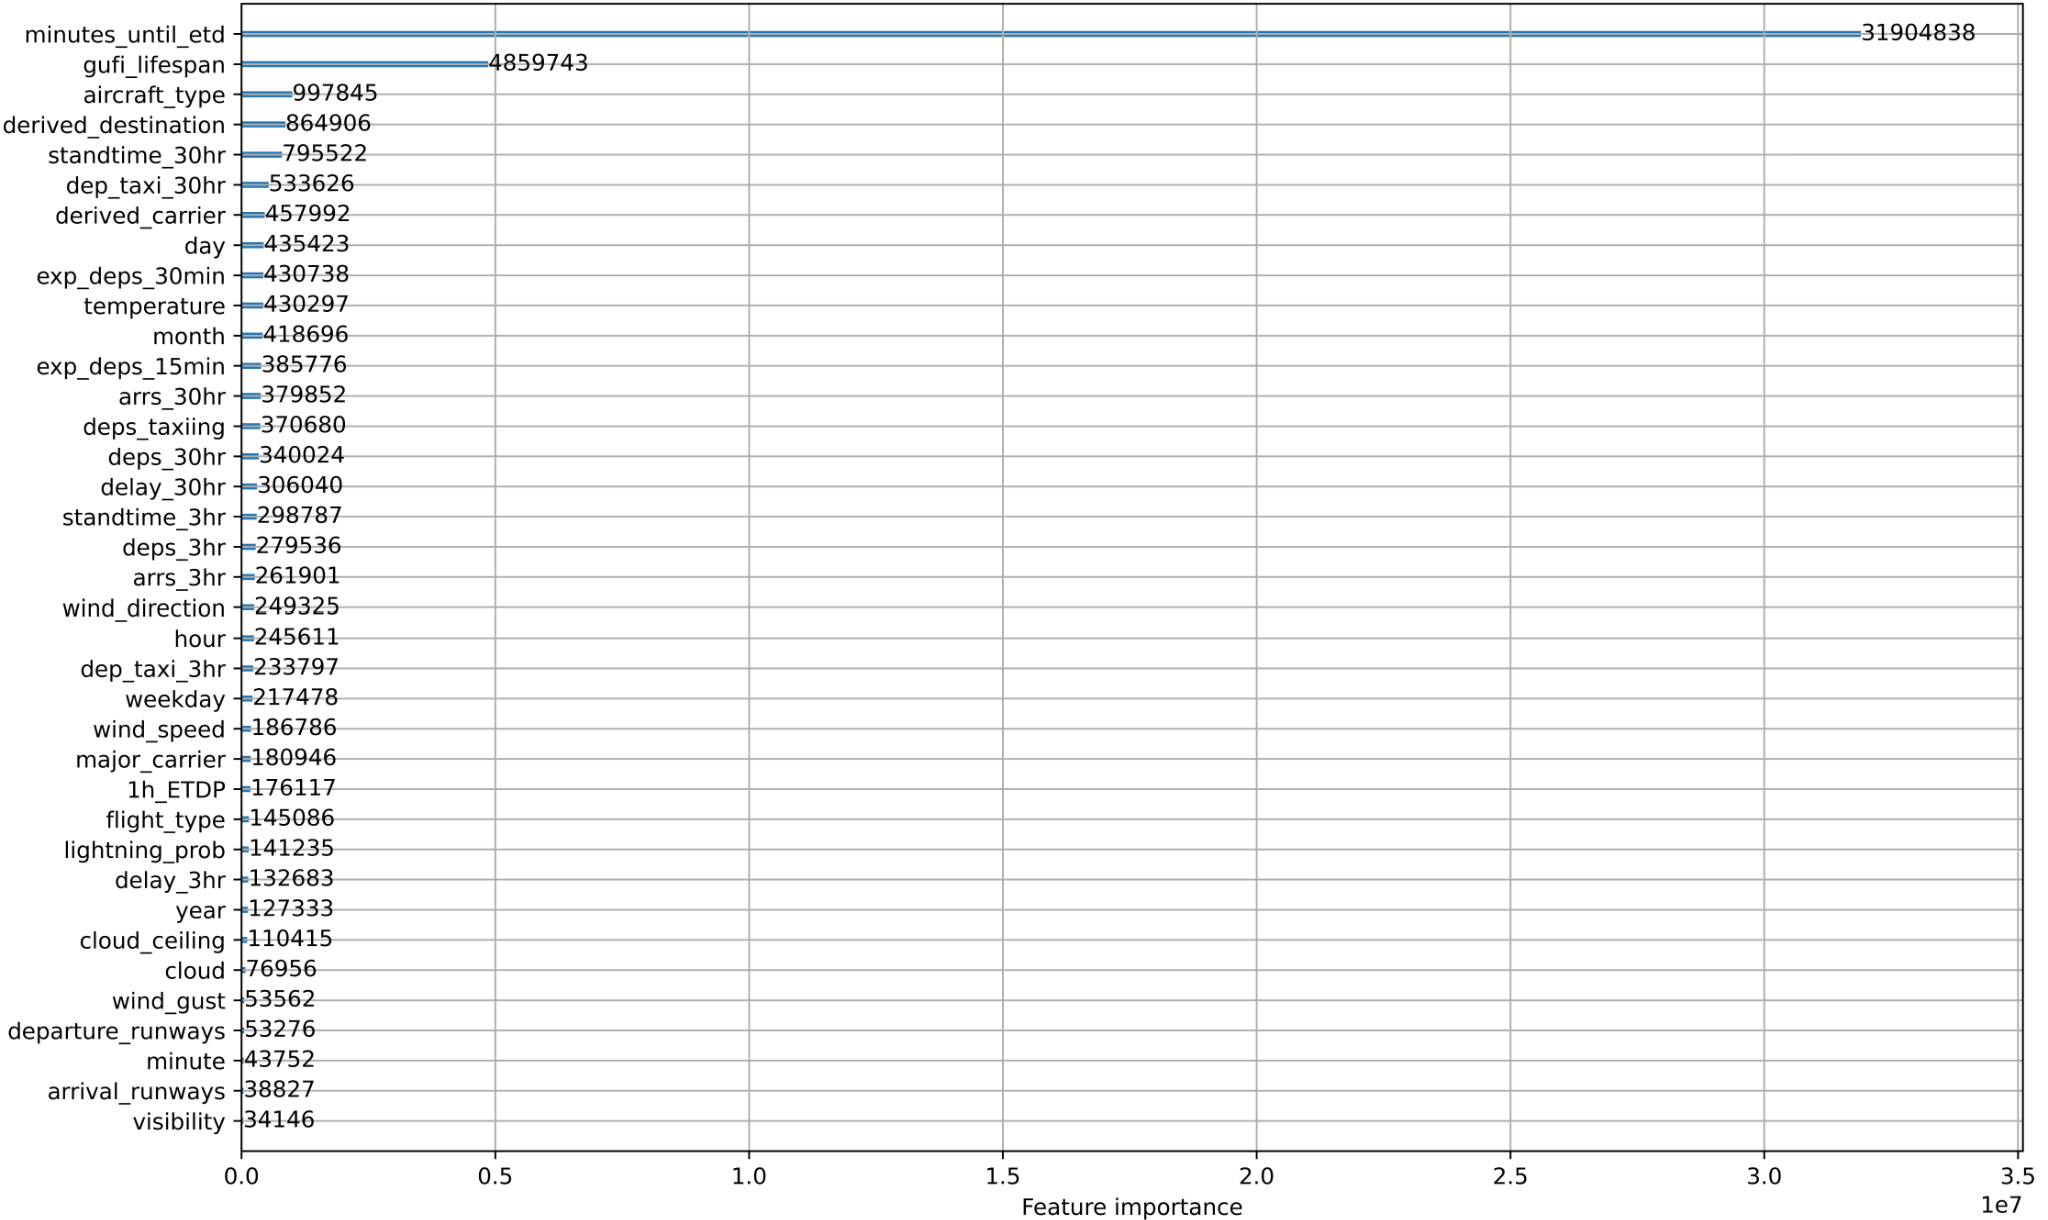 minutes_until_etd 31904838
gufi_lifespan 4859743
aircraft_type 997845
derived_destination 864906
standtime_30hr 795522
dep_taxi_30hr 533626
derived_carrier 457992
day 435423
exp_deps_30min 430738
temperature 430297
month 418696
exp_deps_15min 385776
arrs_30hr 379852
deps_taxiing 370680
deps_30hr 340024
delay_30hr 306040
standtime_3hr 298787
deps_3hr 279536
arrs_3hr 261901
wind_direction 249325
hour 245611
dep_taxi_3hr 233797
weekday 217478
wind_speed 186786
major_carrier 180946
1h_ETDP 176117
flight_type 145086
lightning_prob 141235
delay_3hr 132683
year 127333
cloud_ceiling 110415
cloud 76956
wind_gust 53562
departure_runways 53276
minute 43752
arrival_runways 38827
visibility 34146
0.0 0.5 1.0 1.5 2.0 2.5 3.0 3.5
Feature importance 1e7